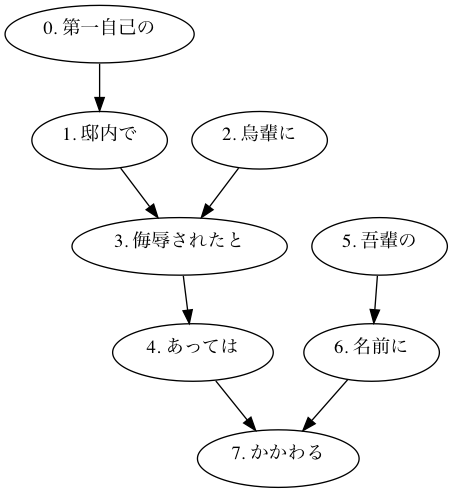 0. 第一自己の
1. 邸内で
2. 烏輩に
3. 侮辱されたと
5. 吾輩の
4. あっては
6. 名前に
7. かかわる